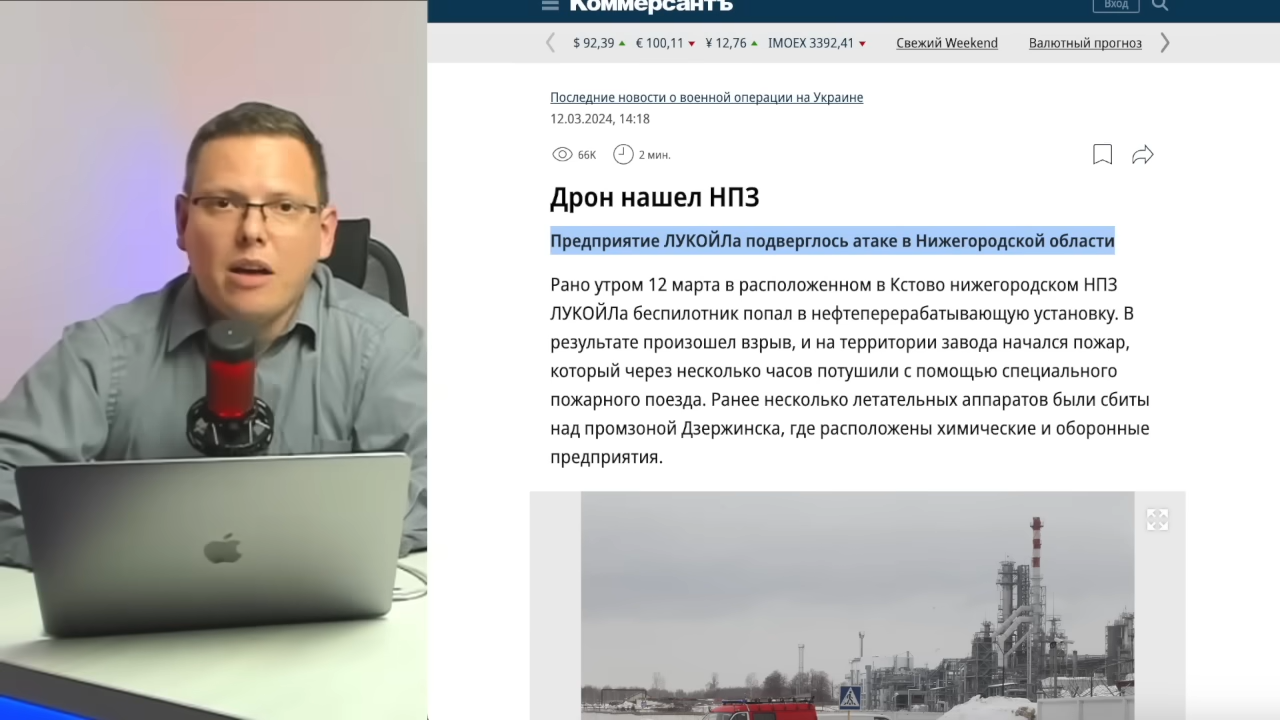 Коммерсантъ
Вход
$ 92,39 € 100,11 ¥ 12,76 IMOEX 3392,41 Свежий Weekend Валютный прогноз
Последние новости о военной операции на Украине
12.03.2024, 14:18
66K 2 мин.
Дрон нашел НПЗ
Предприятие ЛУКОЙЛа подверглось атаке в Нижегородской области
Рано утром 12 марта в расположенном в Кстово нижегородском НПЗ
ЛУКОЙЛа беспилотник попал в нефтеперерабатывающую установку. В
результате произошел взрыв, и на территории завода начался пожар,
который через несколько часов потушили с помощью специального
пожарного поезда. Ранее несколько летательных аппаратов были сбиты
над промзоной Дзержинска, где расположены химические и оборонные
предприятия.